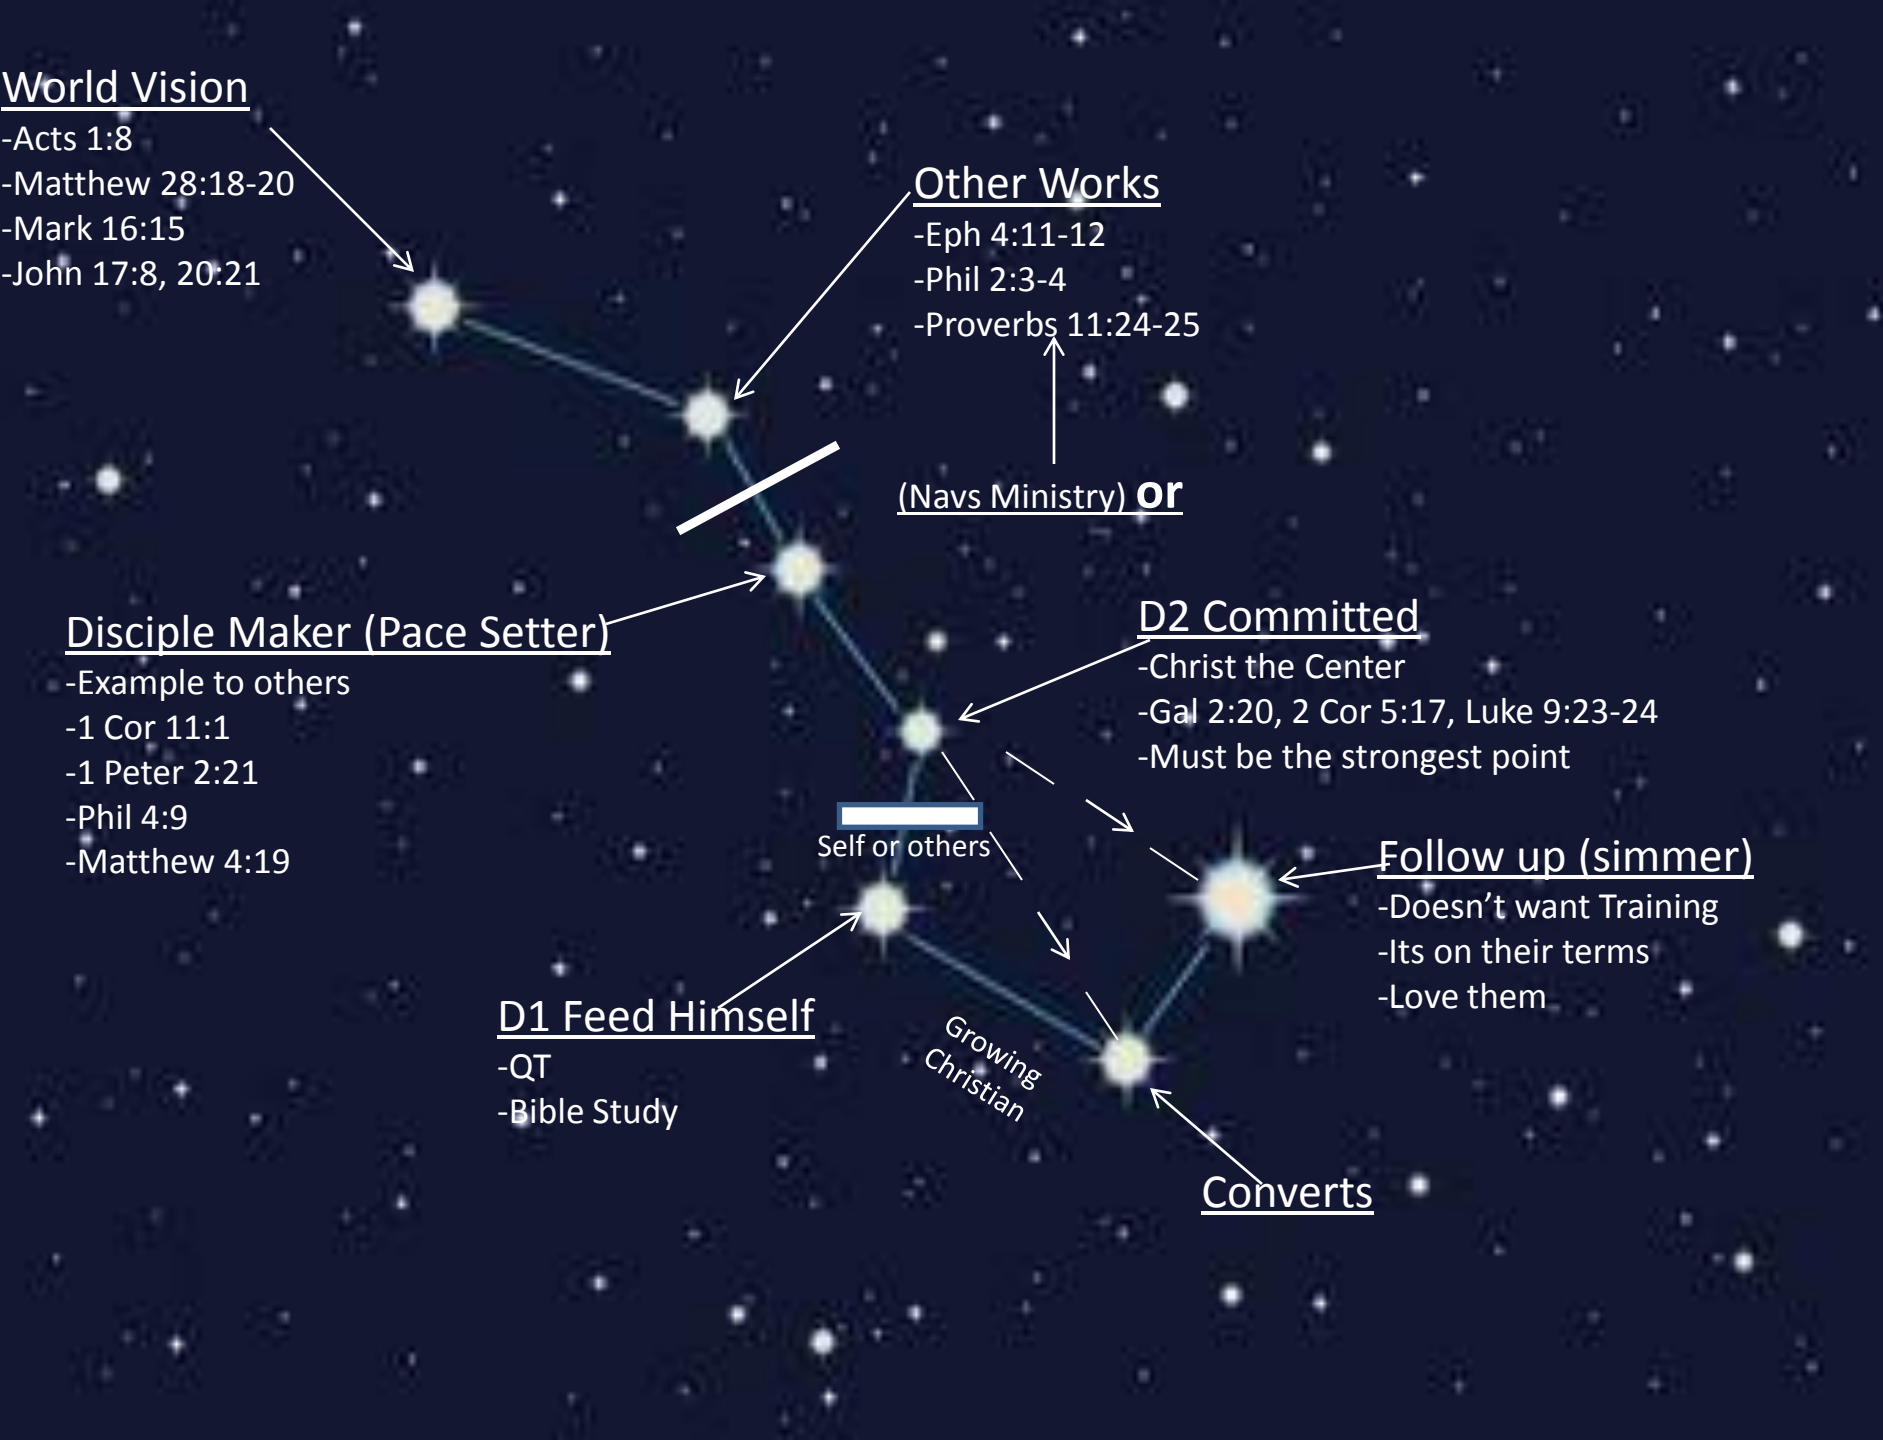 World Vision
-Acts 1:8
-Matthew 28:18-20
-Mark 16:15
-John 17:8, 20:21
Other Works
-Eph 4:11-12
-Phil 2:3-4
-Proverbs 11:24-25
(Navs Ministry) or
Disciple Maker (Pace Setter)
-Example to others
-1 Cor 11:1
-1 Peter 2:21
-Phil 4:9
-Matthew 4:19
D2 Committed
-Christ the Center
-Gal 2:20, 2 Cor 5:17, Luke 9:23-24
-Must be the strongest point
Self or others
Follow up (simmer)
-Doesn’t want Training
-Its on their terms
-Love them
D1 Feed Himself
-QT
-Bible Study
Growing
Christian
Converts